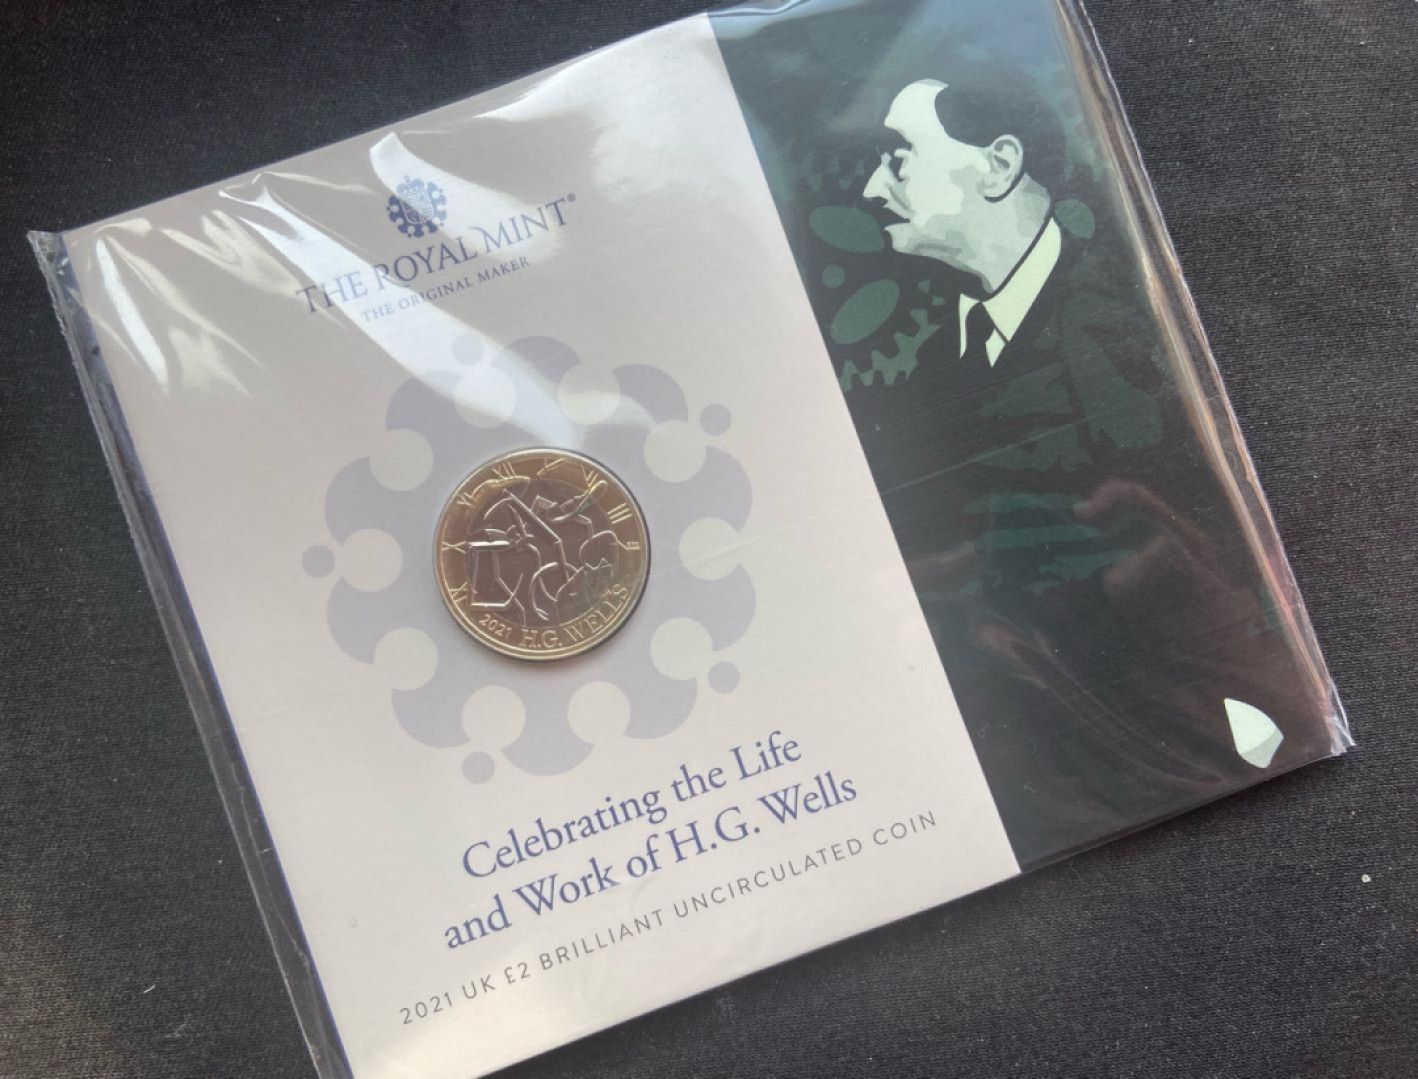 THE ROYAL MINT®
THE ORIGINAL MAKER
2021 H.G. WELLS
Celebrating the Life
and Work of H.G. Wells
2021 UK £2 BRILLIANT UNCIRCULATED COIN